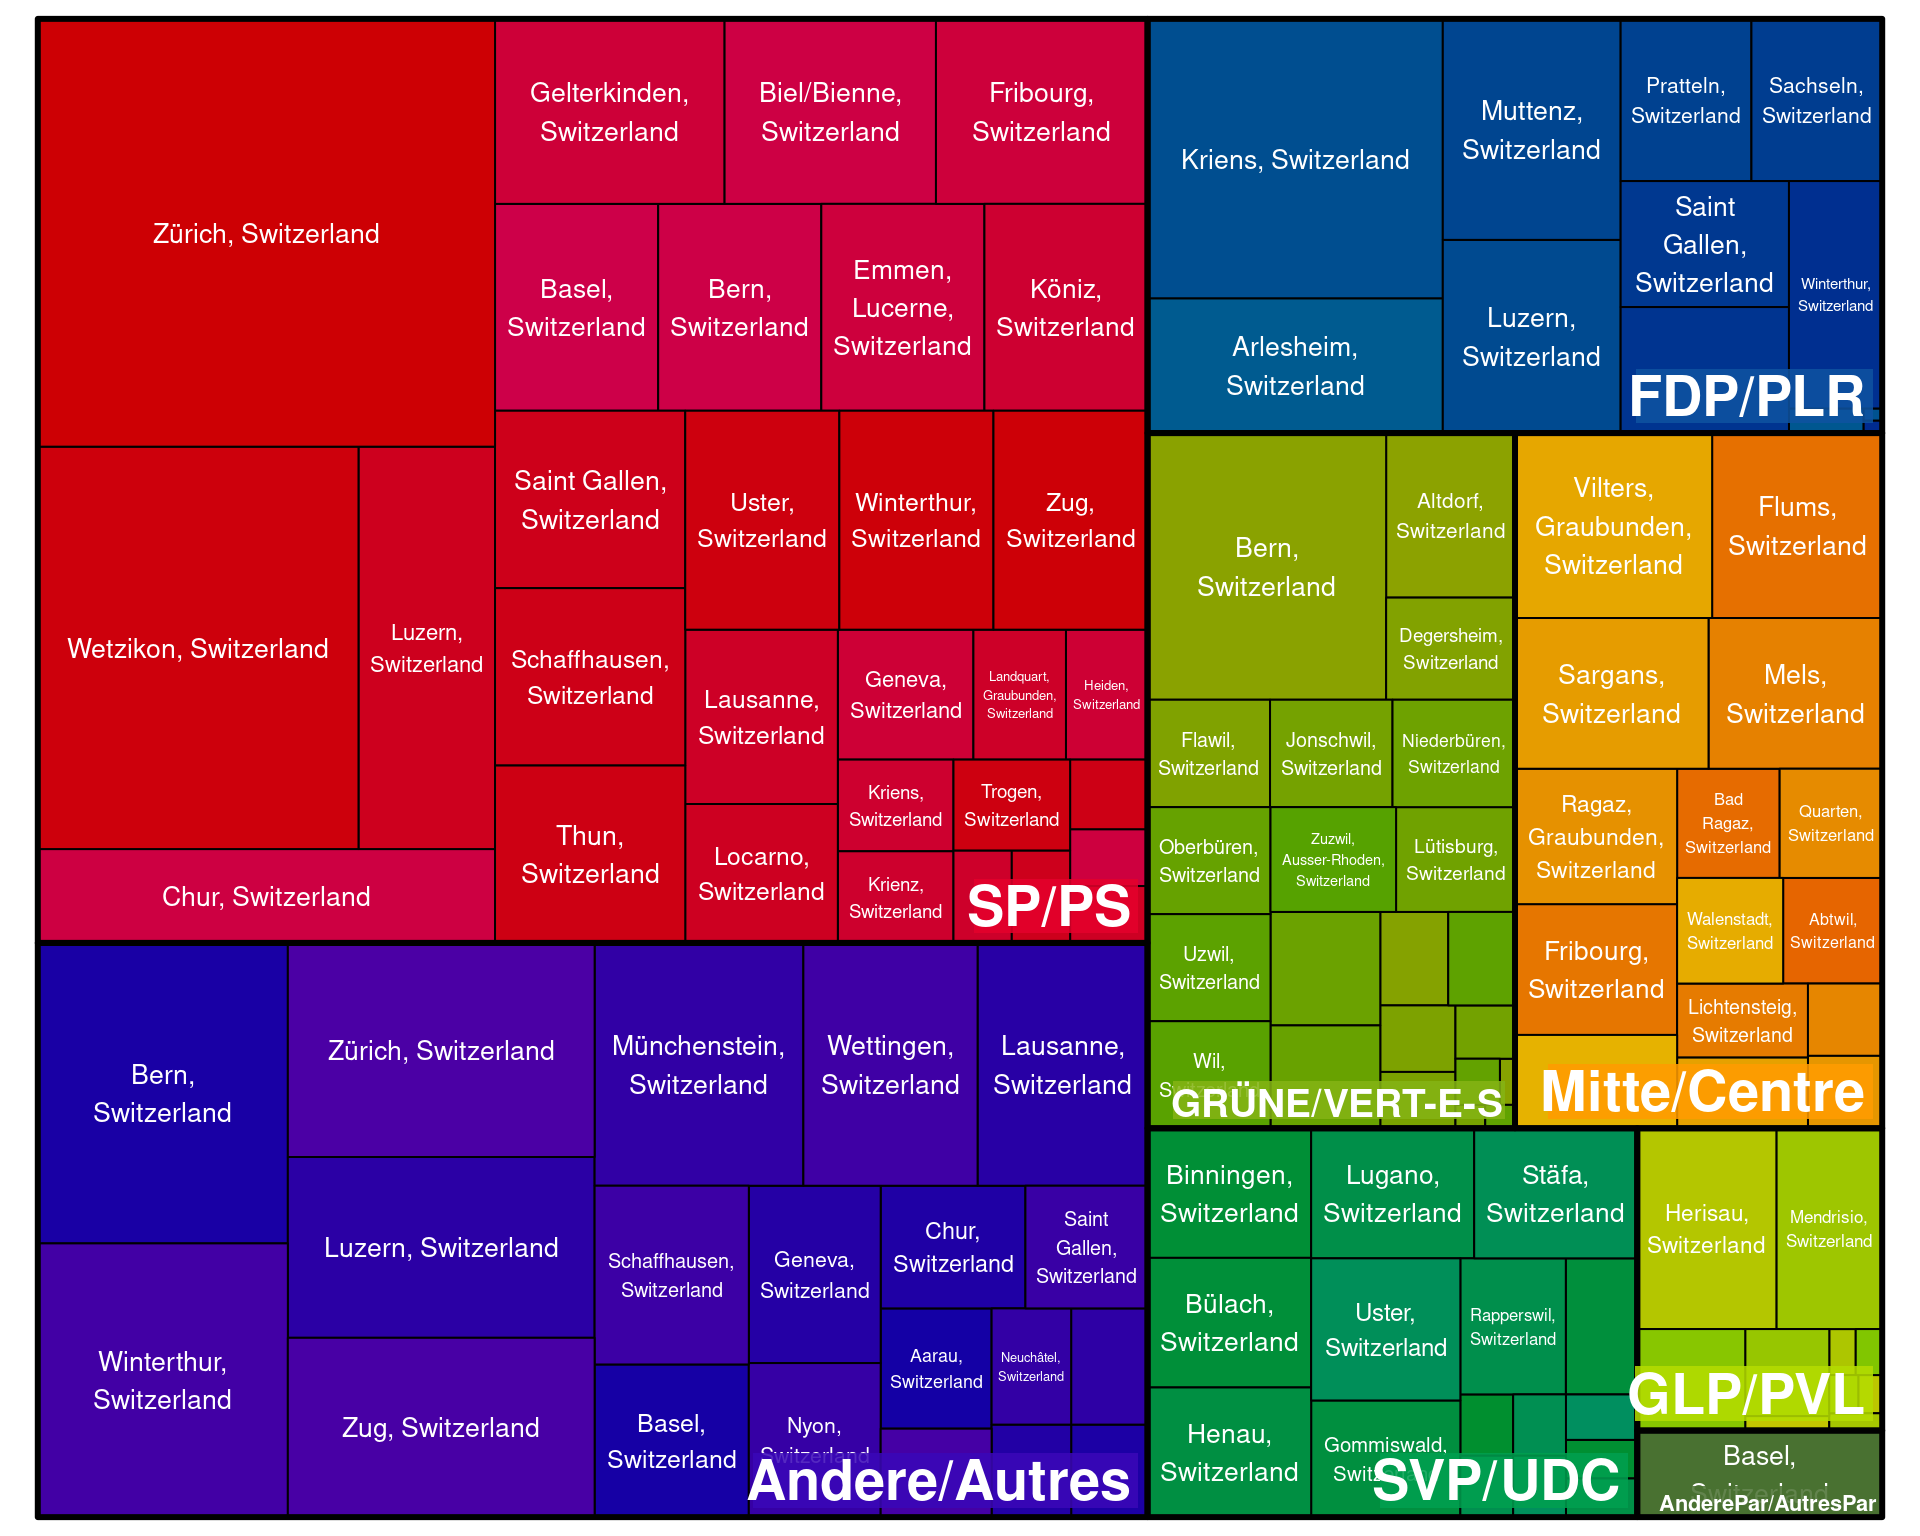 Zürich, Switzerland
Wetzikon, Switzerland
Luzern,
Switzerland
Chur, Switzerland
Gelterkinden,
Switzerland
Biel/Bienne,
Switzerland
Fribourg,
Switzerland
Basel,
Switzerland
Bern,
Switzerland
Emmen,
Lucerne,
Switzerland
Köniz,
Switzerland
Saint Gallen,
Switzerland
Schaffhausen,
Switzerland
Thun,
Switzerland
Uster,
Switzerland
Winterthur,
Switzerland
Zug,
Switzerland
Lausanne,
Switzerland
Locarno,
Switzerland
Geneva,
Switzerland
Landquart,
Graubunden,
Switzerland
Heiden,
Switzerland
Kriens,
Switzerland
Trogen,
Switzerland
Krienz,
Switzerland
SP/PS
Bern,
Switzerland
Winterthur,
Switzerland
Zürich, Switzerland
Luzern, Switzerland
Zug, Switzerland
Münchenstein,
Switzerland
Wettingen,
Switzerland
Lausanne,
Switzerland
Schaffhausen,
Switzerland
Basel,
Switzerland
Geneva,
Switzerland
Nyon,
Switzerland
Chur,
Switzerland
Saint
Gallen,
Switzerland
Aarau,
Switzerland
Neuchâtel,
Switzerland
Andere/Autres
Kriens, Switzerland
Arlesheim,
Switzerland
Muttenz,
Switzerland
Luzern,
Switzerland
Pratteln,
Switzerland
Sachseln,
Switzerland
Saint
Gallen,
Switzerland
Winterthur,
Switzerland
FDP/PLR
Bern,
Switzerland
Altdorf,
Switzerland
Degersheim,
Switzerland
Flawil,
Switzerland
Jonschwil,
Switzerland
Niederbüren,
Switzerland
Oberbüren,
Switzerland
Zuzwil,
Ausser-Rhoden,
Switzerland
Lütisburg,
Switzerland
Uzwil,
Switzerland
Wil,
Switzerland
GRÜNE/VERT-E-S
Vilters,
Graubunden,
Switzerland
Flums,
Switzerland
Sargans,
Switzerland
Mels,
Switzerland
Ragaz,
Graubunden,
Switzerland
Bad
Ragaz,
Switzerland
Quarten,
Switzerland
Fribourg,
Switzerland
Walenstadt,
Switzerland
Abtwil,
Switzerland
Lichtensteig,
Switzerland
Mitte/Centre
Binningen,
Switzerland
Lugano,
Switzerland
Stäfa,
Switzerland
Bülach,
Switzerland
Uster,
Switzerland
Rapperswil,
Switzerland
Henau,
Switzerland
Gommiswald,
Switzerland
SVP/UDC
Herisau,
Switzerland
Mendrisio,
Switzerland
GLP/PVL
Basel,
Switzerland
AnderePar/AutresPar